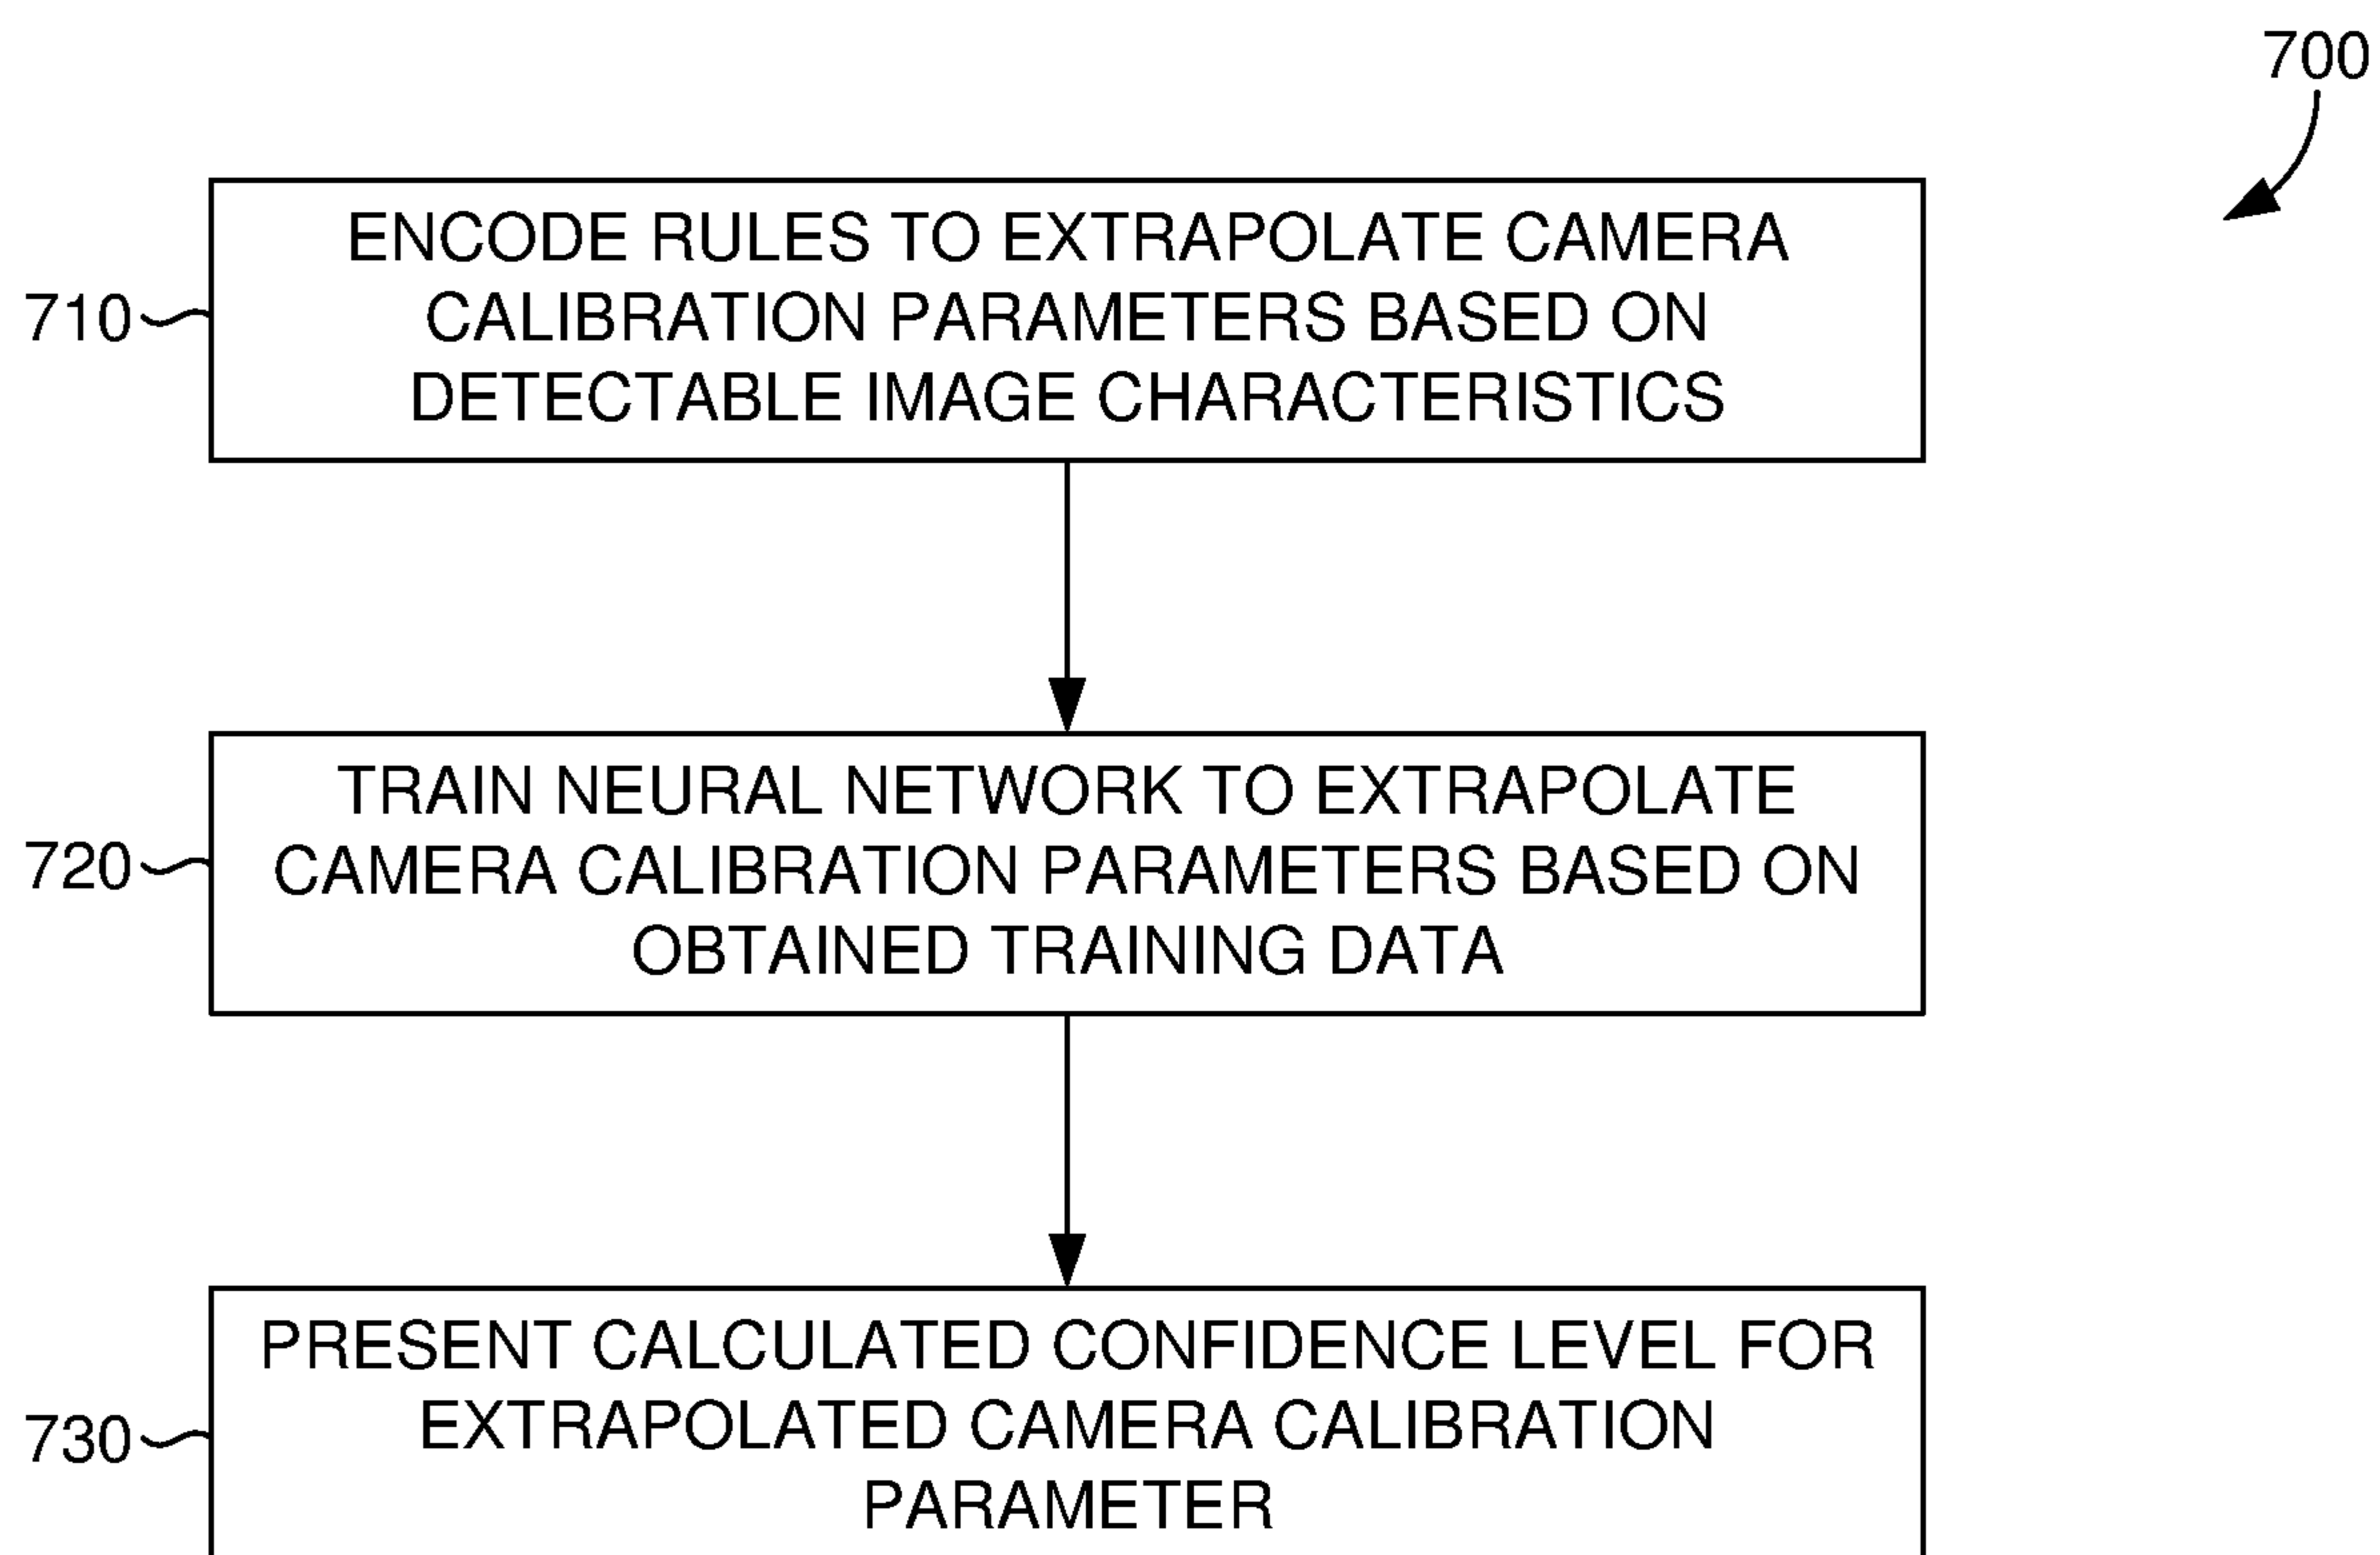 700
ENCODE RULES TO EXTRAPOLATE CAMERA
CALIBRATION PARAMETERS BASED ON
DETECTABLE IMAGE CHARACTERISTICS
710
TRAIN NEURAL NETWORK TO EXTRAPOLATE
CAMERA CALIBRATION PARAMETERS BASED ON
OBTAINED TRAINING DATA
720
PRESENT CALCULATED CONFIDENCE LEVEL FOR
EXTRAPOLATED CAMERA CALIBRATION
PARAMETER
730